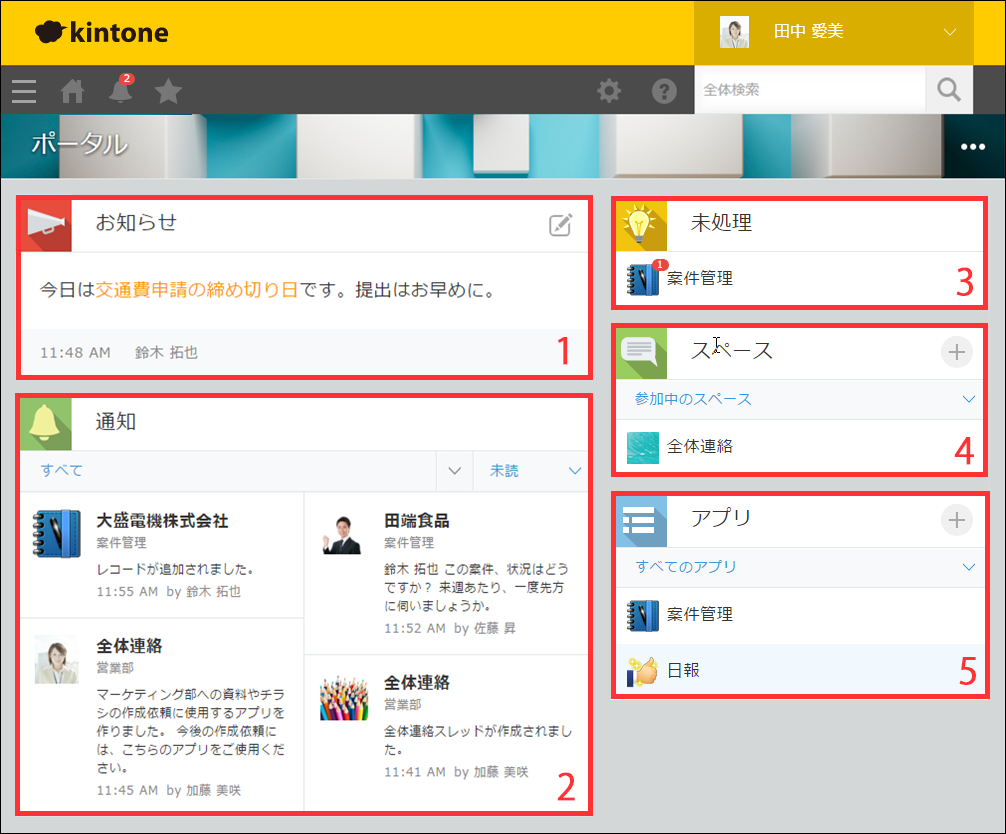 kintone
田中 愛美
2
全体検索
ポータル
お知らせ
今日は交通費申請の締め切り日です。提出はお早めに。
11:48 AM 鈴木 拓也
1
通知
すべて
未読
大盛電機株式会社
案件管理
レコードが追加されました。
11:55 AM by 鈴木 拓也
全体連絡
営業部
マーケティング部への資料やチラ
シの作成依頼に使用するアプリを
作りました。 今後の作成依頼に
は、こちらのアプリをご使用くだ
さい。
11:45 AM by 加藤 美咲
田端食品
案件管理
鈴木 拓也 この案件、状況はどう
ですか？ 来週あたり、一度先方
に伺いましょうか。
11:52 AM by 佐藤 昇
全体連絡
営業部
全体連絡スレッドが作成されまし
た。
11:41 AM by 加藤 美咲
2
未処理
1
案件管理
3
スペース
参加中のスペース
全体連絡
4
アプリ
すべてのアプリ
案件管理
日報
5